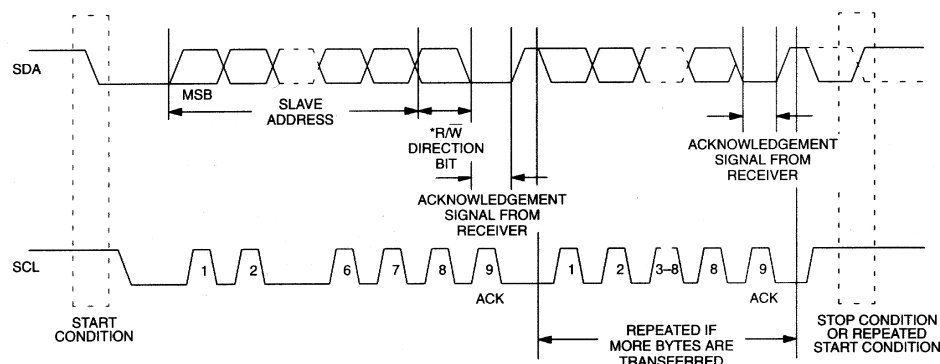 SDA
MSB
SLAVE
ADDRESS
*R/W̅
DIRECTION
BIT
ACKNOWLEDGEMENT
SIGNAL FROM
RECEIVER
ACKNOWLEDGEMENT
SIGNAL FROM
RECEIVER
SCL
1 2 6 7 8 9 1 2 3–8 8 9
ACK ACK
START
CONDITION
REPEATED IF
MORE BYTES ARE
TRANSFERRED
STOP CONDITION
OR REPEATED
START CONDITION